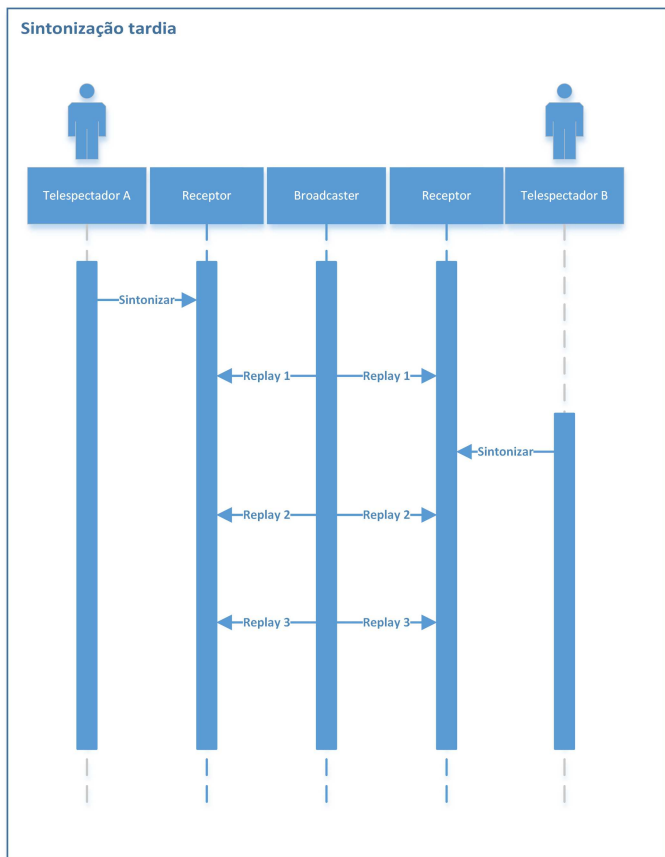 Sintonização tardia
Telespectador A
Receptor
Broadcaster
Receptor
Telespectador B
Sintonizar
Replay 1
Replay 1
Sintonizar
Replay 2
Replay 2
Replay 3
Replay 3